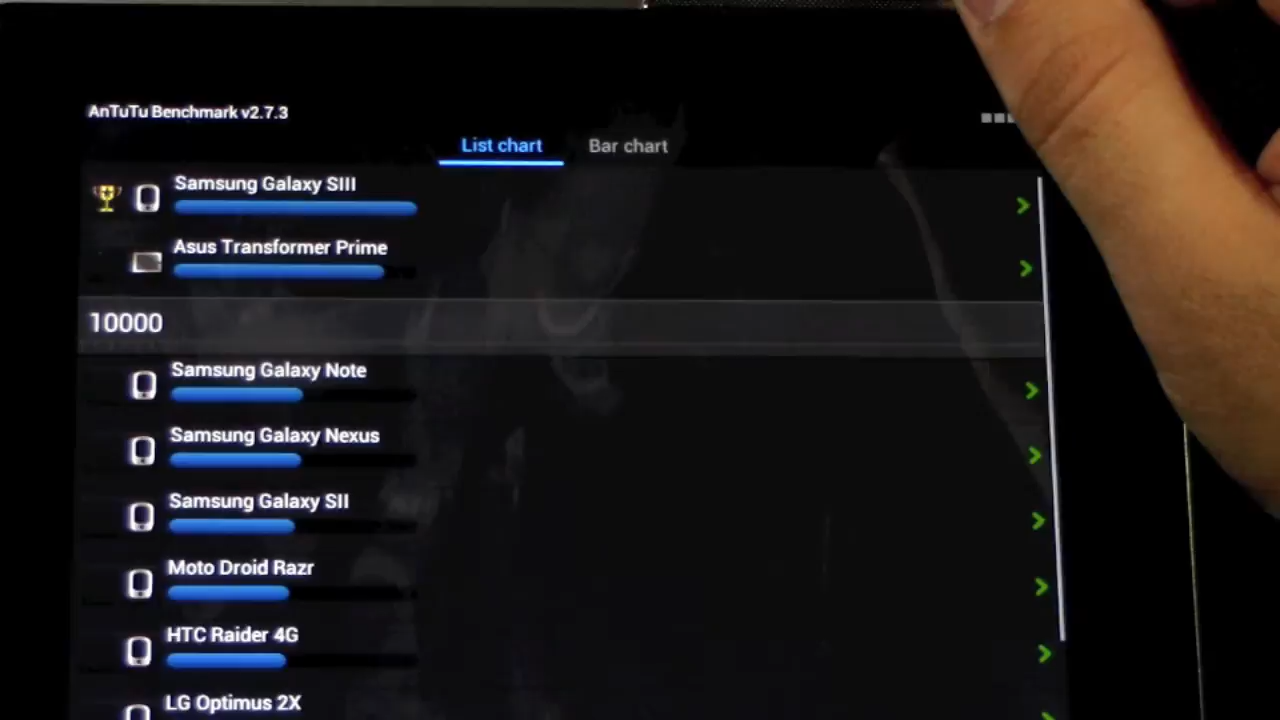 AnTuTu Benchmark v2.7.3
List chart
Bar chart
Samsung Galaxy SIII
Asus Transformer Prime
10000
Samsung Galaxy Note
Samsung Galaxy Nexus
Samsung Galaxy SII
Moto Droid Razr
HTC Raider 4G
LG Optimus 2X